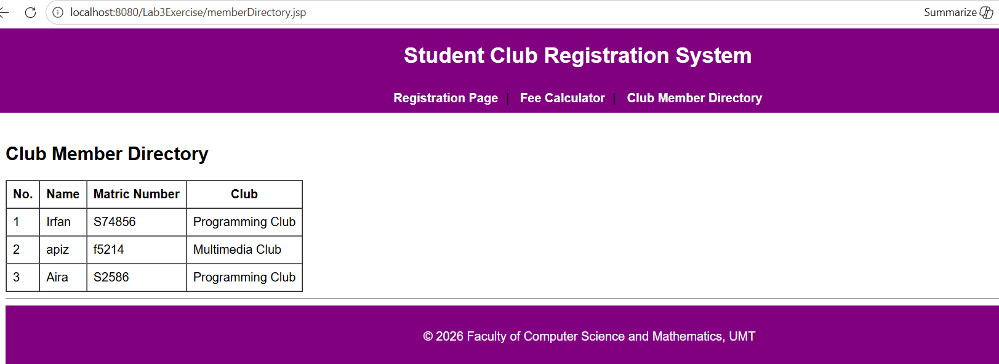 localhost:8080/Lab3Exercise/memberDirectory.jsp Summarize
Student Club Registration System
Registration Page | Fee Calculator | Club Member Directory
Club Member Directory
No. Name Matric Number Club
1 Irfan S74856 Programming Club
2 apiz f5214 Multimedia Club
3 Aira S2586 Programming Club
© 2026 Faculty of Computer Science and Mathematics, UMT